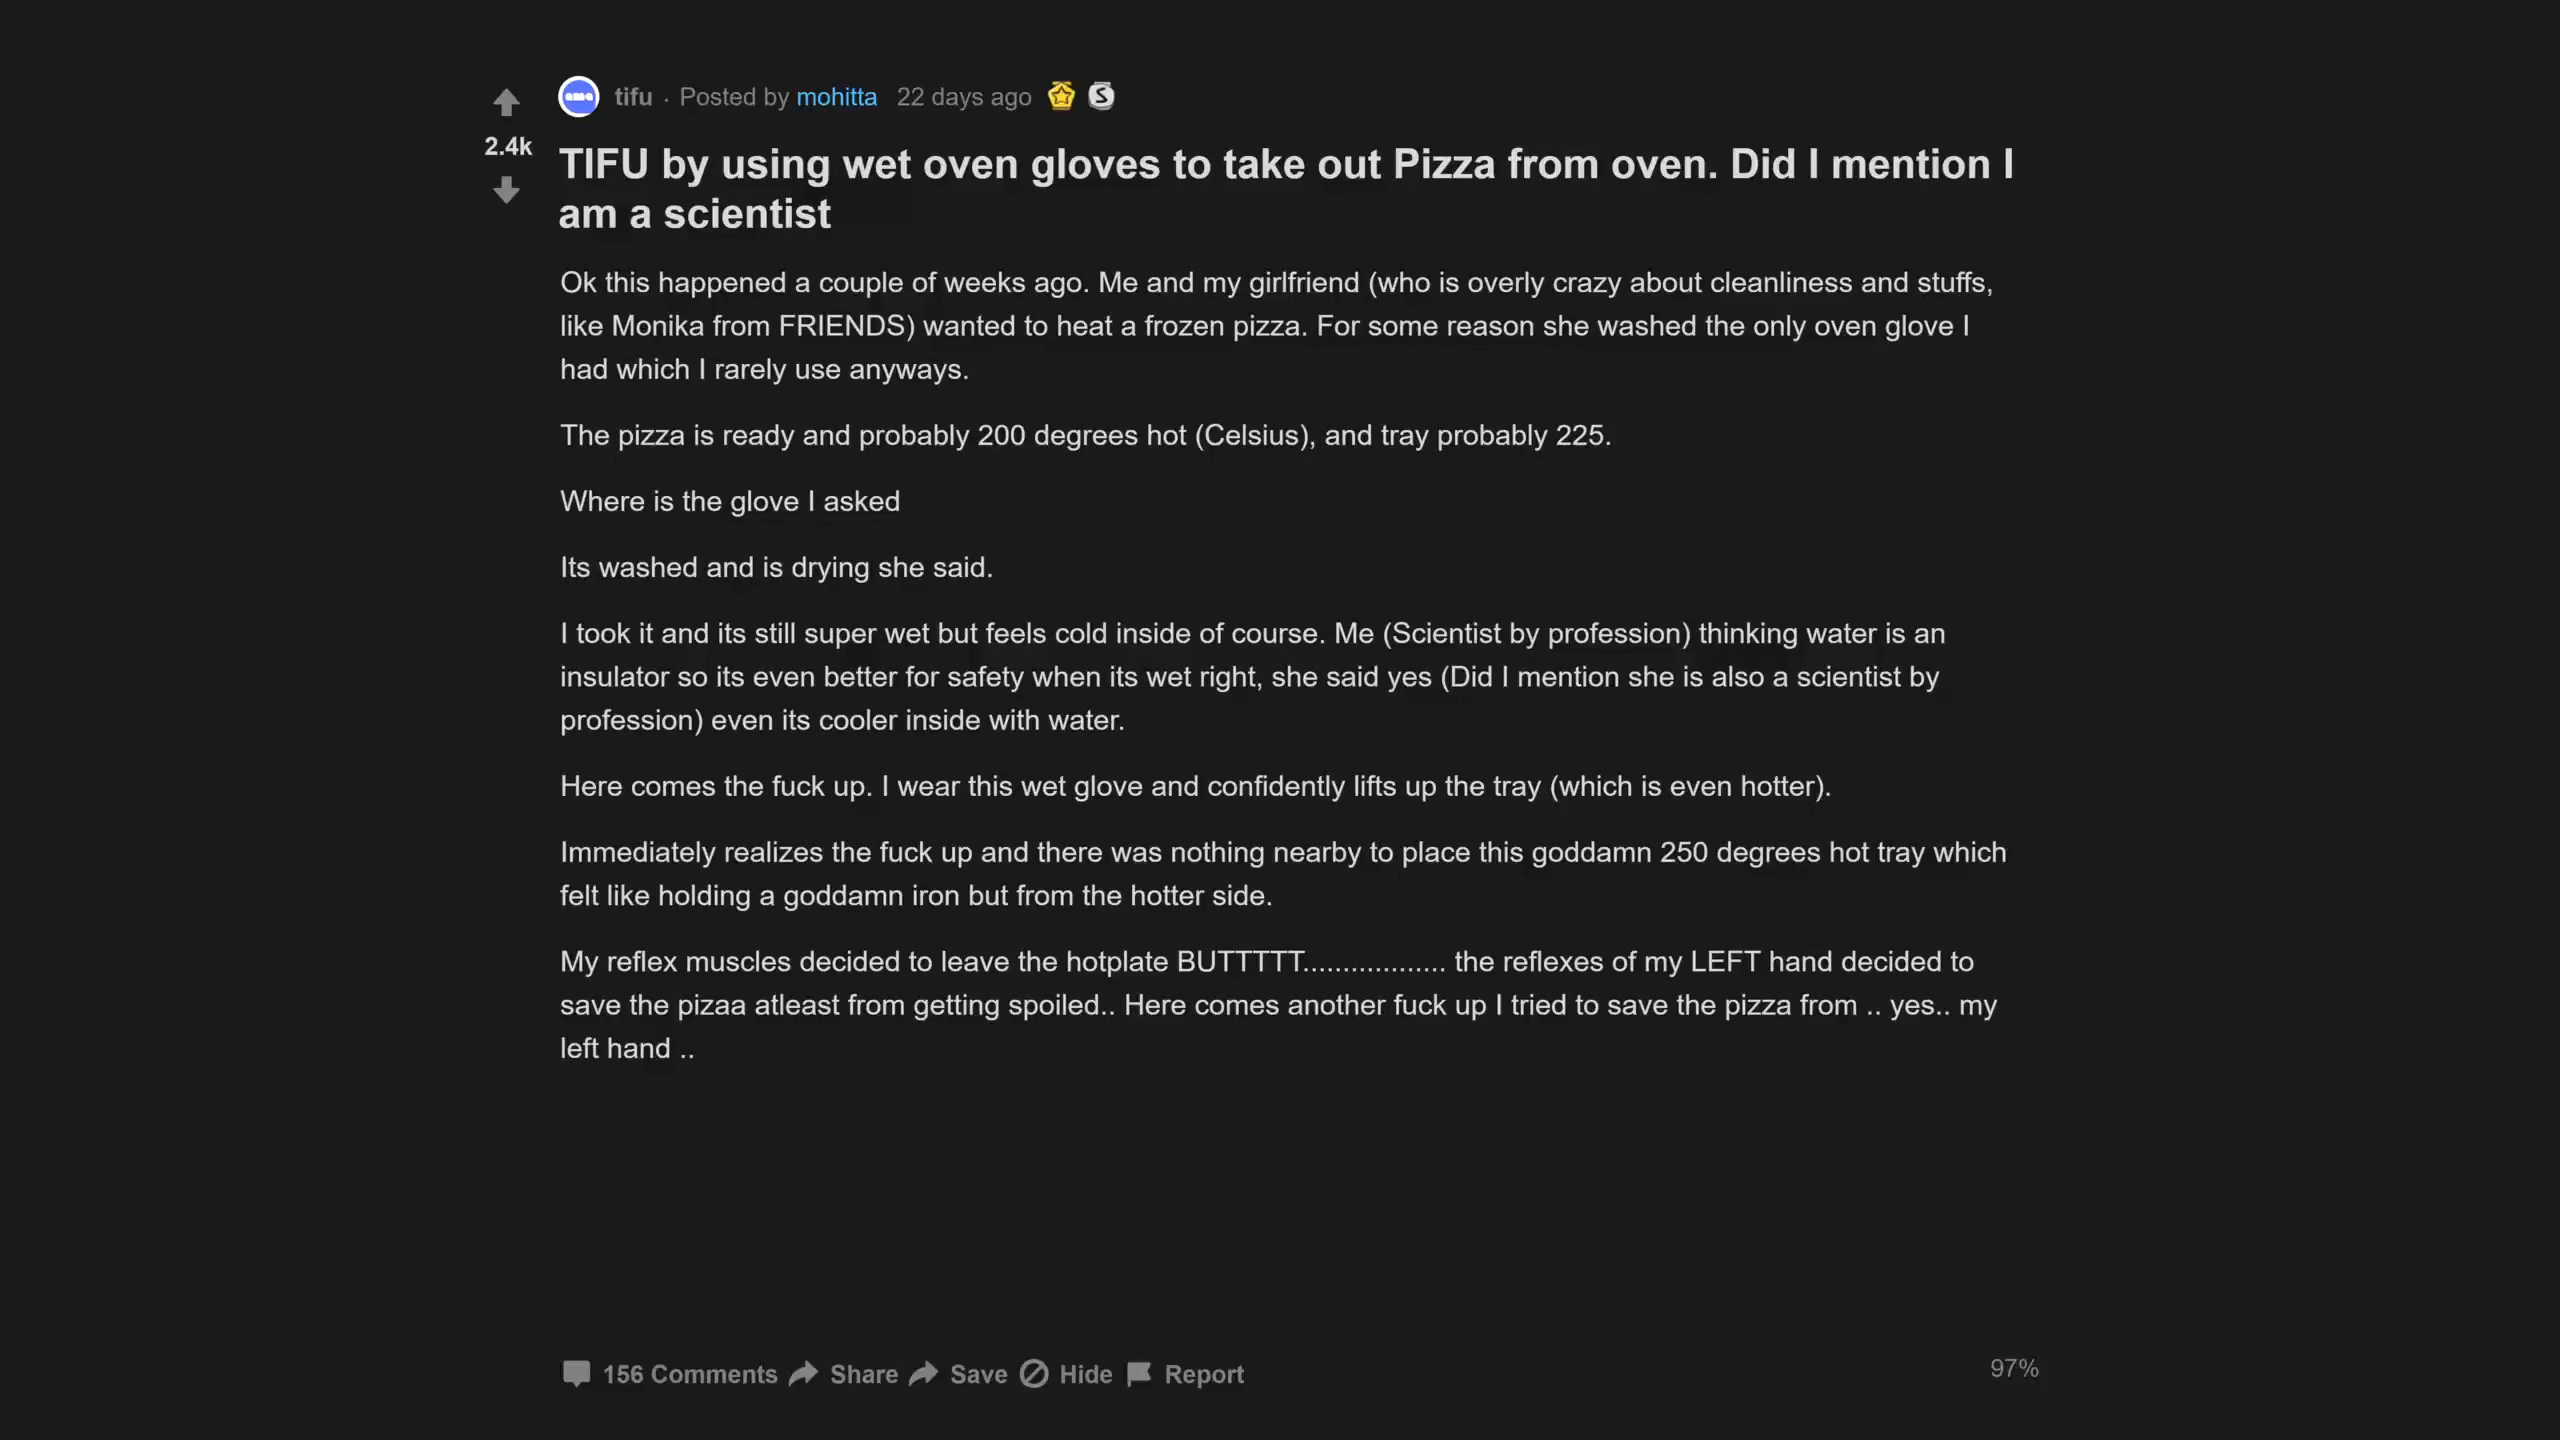 tifu · Posted by mohitta 22 days ago
2.4k
TIFU by using wet oven gloves to take out Pizza from oven. Did I mention I
am a scientist
Ok this happened a couple of weeks ago. Me and my girlfriend (who is overly crazy about cleanliness and stuffs,
like Monika from FRIENDS) wanted to heat a frozen pizza. For some reason she washed the only oven glove I
had which I rarely use anyways.
The pizza is ready and probably 200 degrees hot (Celsius), and tray probably 225.
Where is the glove I asked
Its washed and is drying she said.
I took it and its still super wet but feels cold inside of course. Me (Scientist by profession) thinking water is an
insulator so its even better for safety when its wet right, she said yes (Did I mention she is also a scientist by
profession) even its cooler inside with water.
Here comes the fuck up. I wear this wet glove and confidently lifts up the tray (which is even hotter).
Immediately realizes the fuck up and there was nothing nearby to place this goddamn 250 degrees hot tray which
felt like holding a goddamn iron but from the hotter side.
My reflex muscles decided to leave the hotplate BUTTTTT.................. the reflexes of my LEFT hand decided to
save the pizaa atleast from getting spoiled.. Here comes another fuck up I tried to save the pizza from .. yes.. my
left hand ..
156 Comments Share Save Hide Report
97%